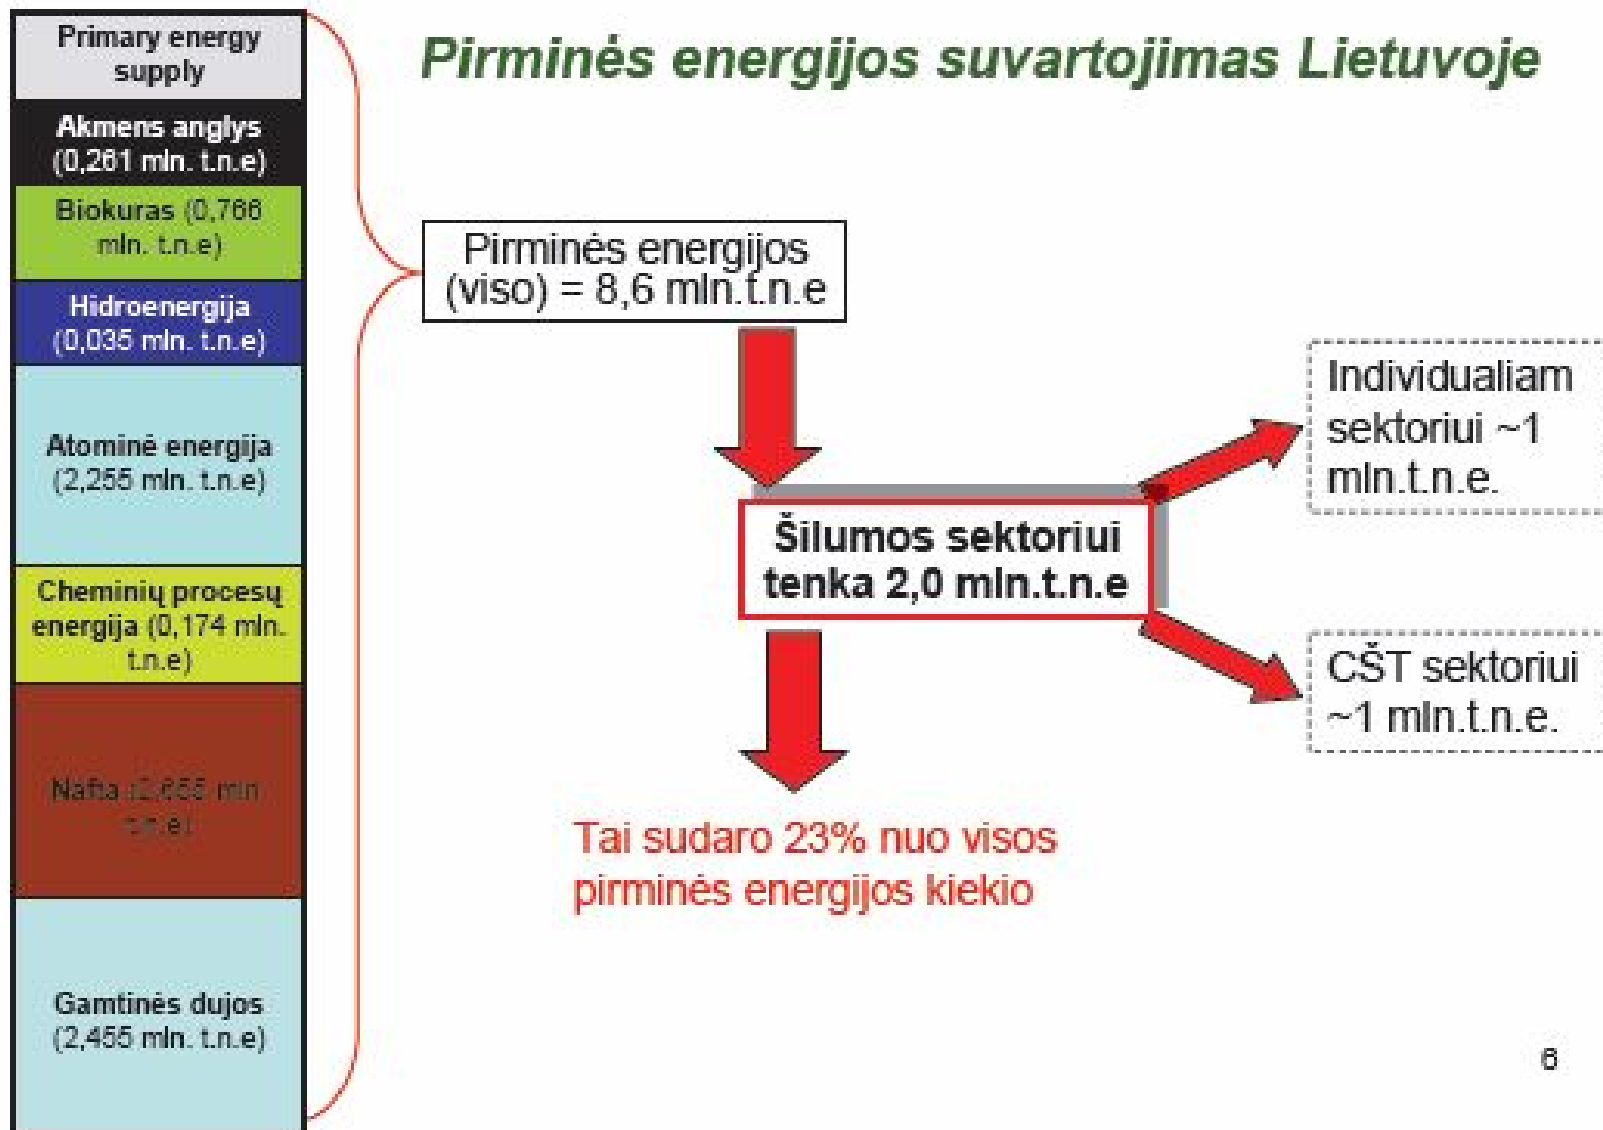 Primary energy
supply
Pirminės energijos suvartojimas Lietuvoje
Akmens anglys
(0,261 mln. t.n.e)
Biokuras (0,766
mln. t.n.e)
Hidroenergija
(0,035 mln. t.n.e)
Atominė energija
(2,255 mln. t.n.e)
Cheminių procesų
energija (0,174 mln.
t.n.e)
Nafta mln
t.n.e)
Gamtinės dujos
(2,455 mln. t.n.e)
Pirminės energijos
(viso) = 8,6 mln.t.n.e
Šilumos sektoriui
tenka 2,0 mln.t.n.e
Individualiam
sektoriui ~1
mln.t.n.e.
CŠT sektoriui
~1 mln.t.n.e.
Tai sudaro 23% nuo visos
pirminės energijos kiekio
6